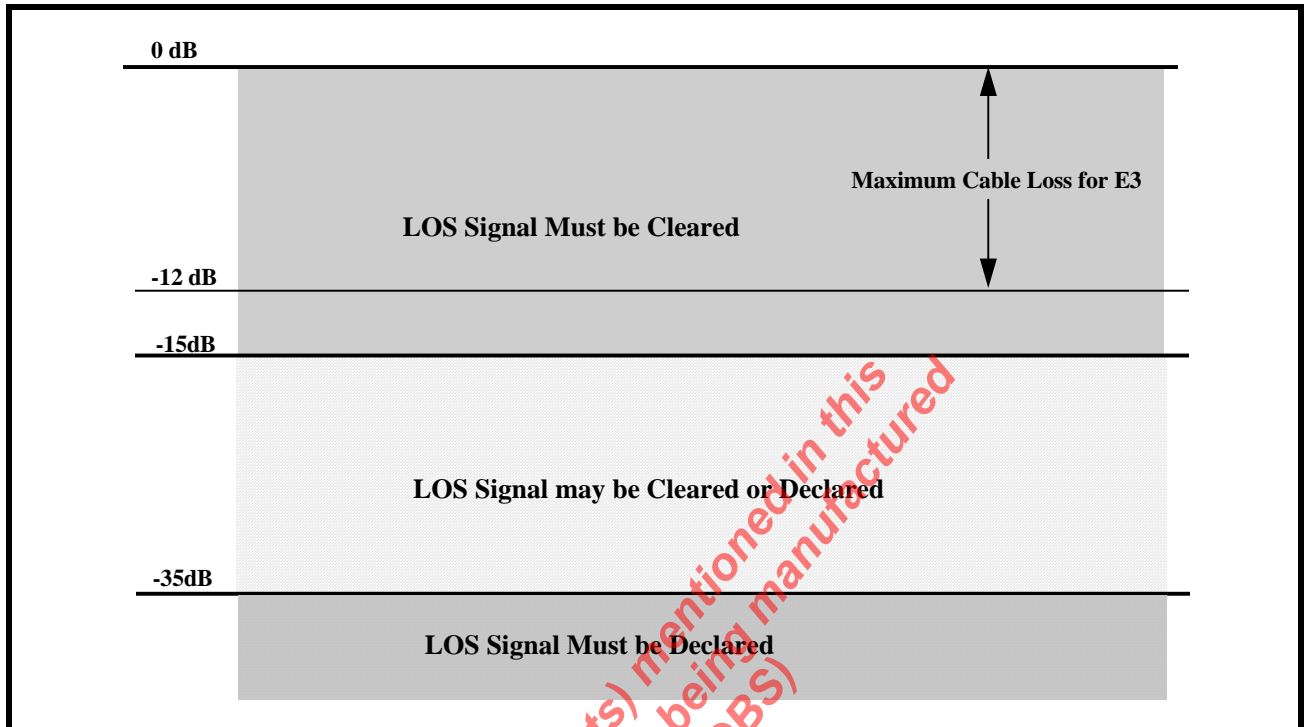 0 dB
Maximum Cable Loss for E3
LOS Signal Must be Cleared
-12 dB
-15dB
LOS Signal may be Cleared or Declared
-35dB
LOS Signal Must be Declared
mentioned in this
being manufactured